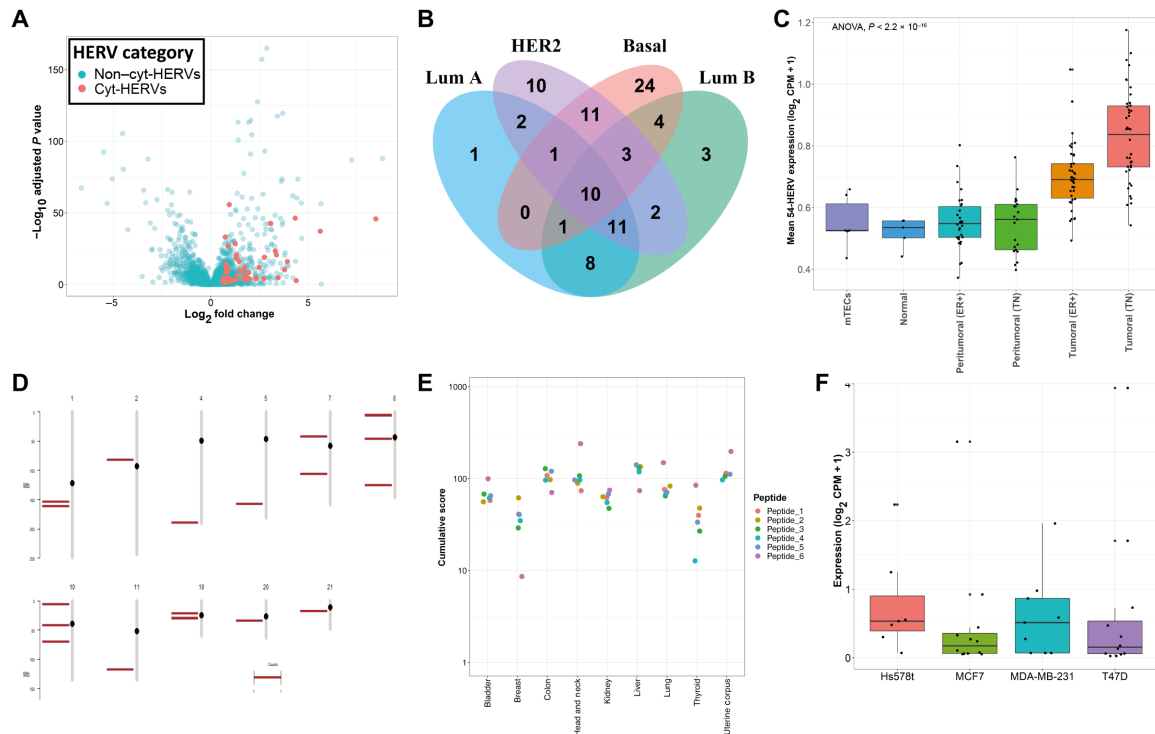 A
HERV category
Non–cyt-HERVs
Cyt-HERVs
150
100
50
0
−5
0
5
−Log10 adjusted P value
Log2 fold change
B
HER2
Basal
Lum A
Lum B
10
24
2
11
4
1
1
3
3
10
0
2
1
11
8
C
ANOVA, P < 2.2 × 10−16
1.2
1.0
0.8
0.6
0.4
Mean 54-HERV expression (log2 CPM + 1)
mTECs
Normal
Peritumoral (ER+)
Peritumoral (TN)
Tumoral (ER+)
Tumoral (TN)
D
1
2
4
5
7
8
10
11
19
20
21
E
1000
100
10
1
Cumulative score
Bladder
Breast
Colon
Head and neck
Kidney
Liver
Lung
Thyroid
Uterine corpus
Peptide
Peptide_1
Peptide_2
Peptide_3
Peptide_4
Peptide_5
Peptide_6
F
4
3
2
1
0
Expression (log2 CPM + 1)
Hs578t
MCF7
MDA-MB-231
T47D